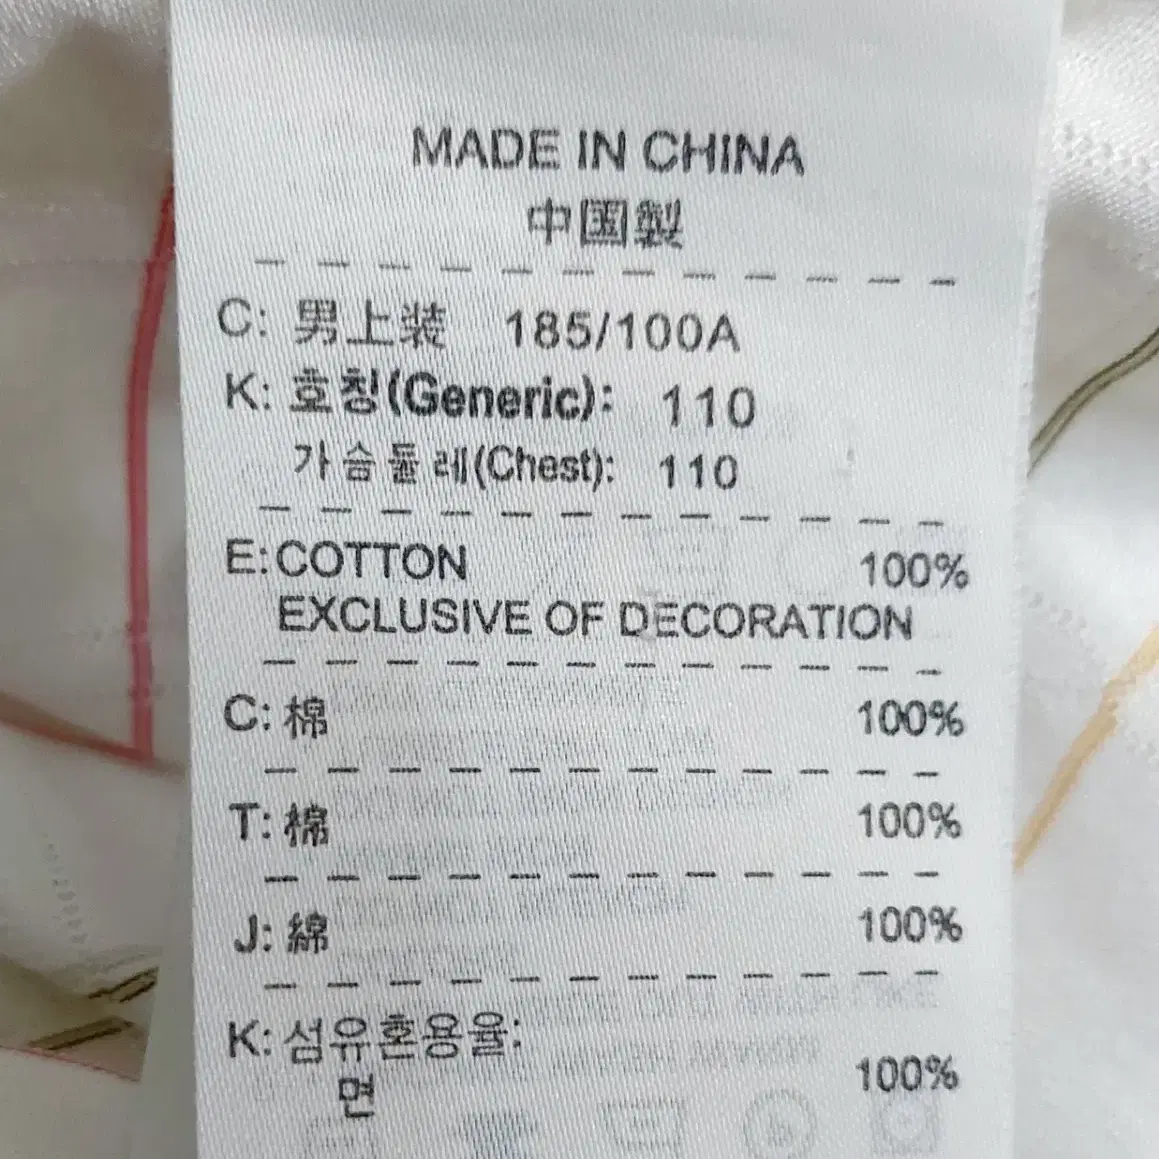 MADE IN CHINA
中國製
C: 男上裝 185/100A
K: 호칭(Generic): 110
가슴둘레(Chest): 110
E:COTTON 100%
EXCLUSIVE OF DECORATION
C: 棉 100%
T: 棉 100%
J: 綿 100%
K: 섬유혼용율:
면 100%